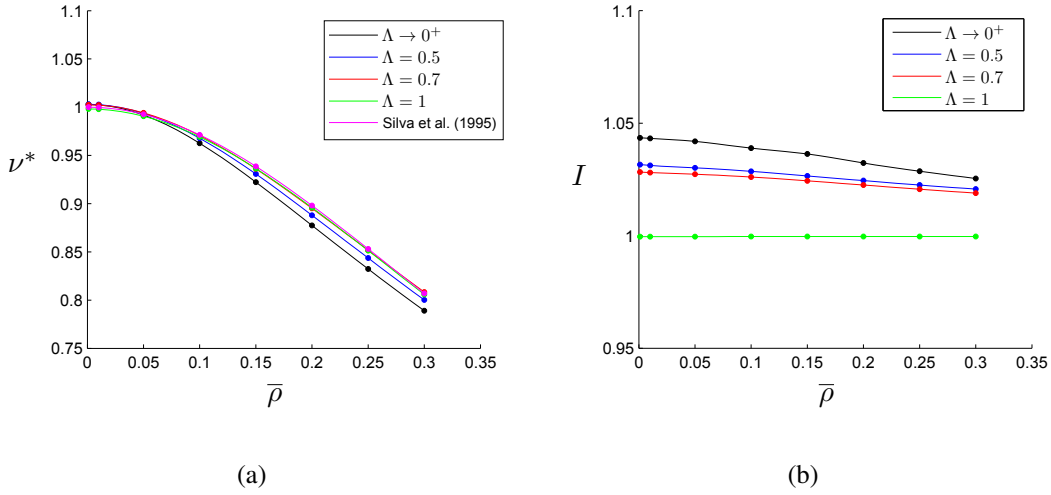 1.1
1.05
1
0.95
0.9
0.85
0.8
0.75
ν*
0 0.05 0.1 0.15 0.2 0.25 0.3 0.35
ρ̅
Λ → 0⁺
Λ = 0.5
Λ = 0.7
Λ = 1
Silva et al. (1995)
(a)
1.1
1.05
1
0.95
I
0 0.05 0.1 0.15 0.2 0.25 0.3 0.35
ρ̅
Λ → 0⁺
Λ = 0.5
Λ = 0.7
Λ = 1
(b)